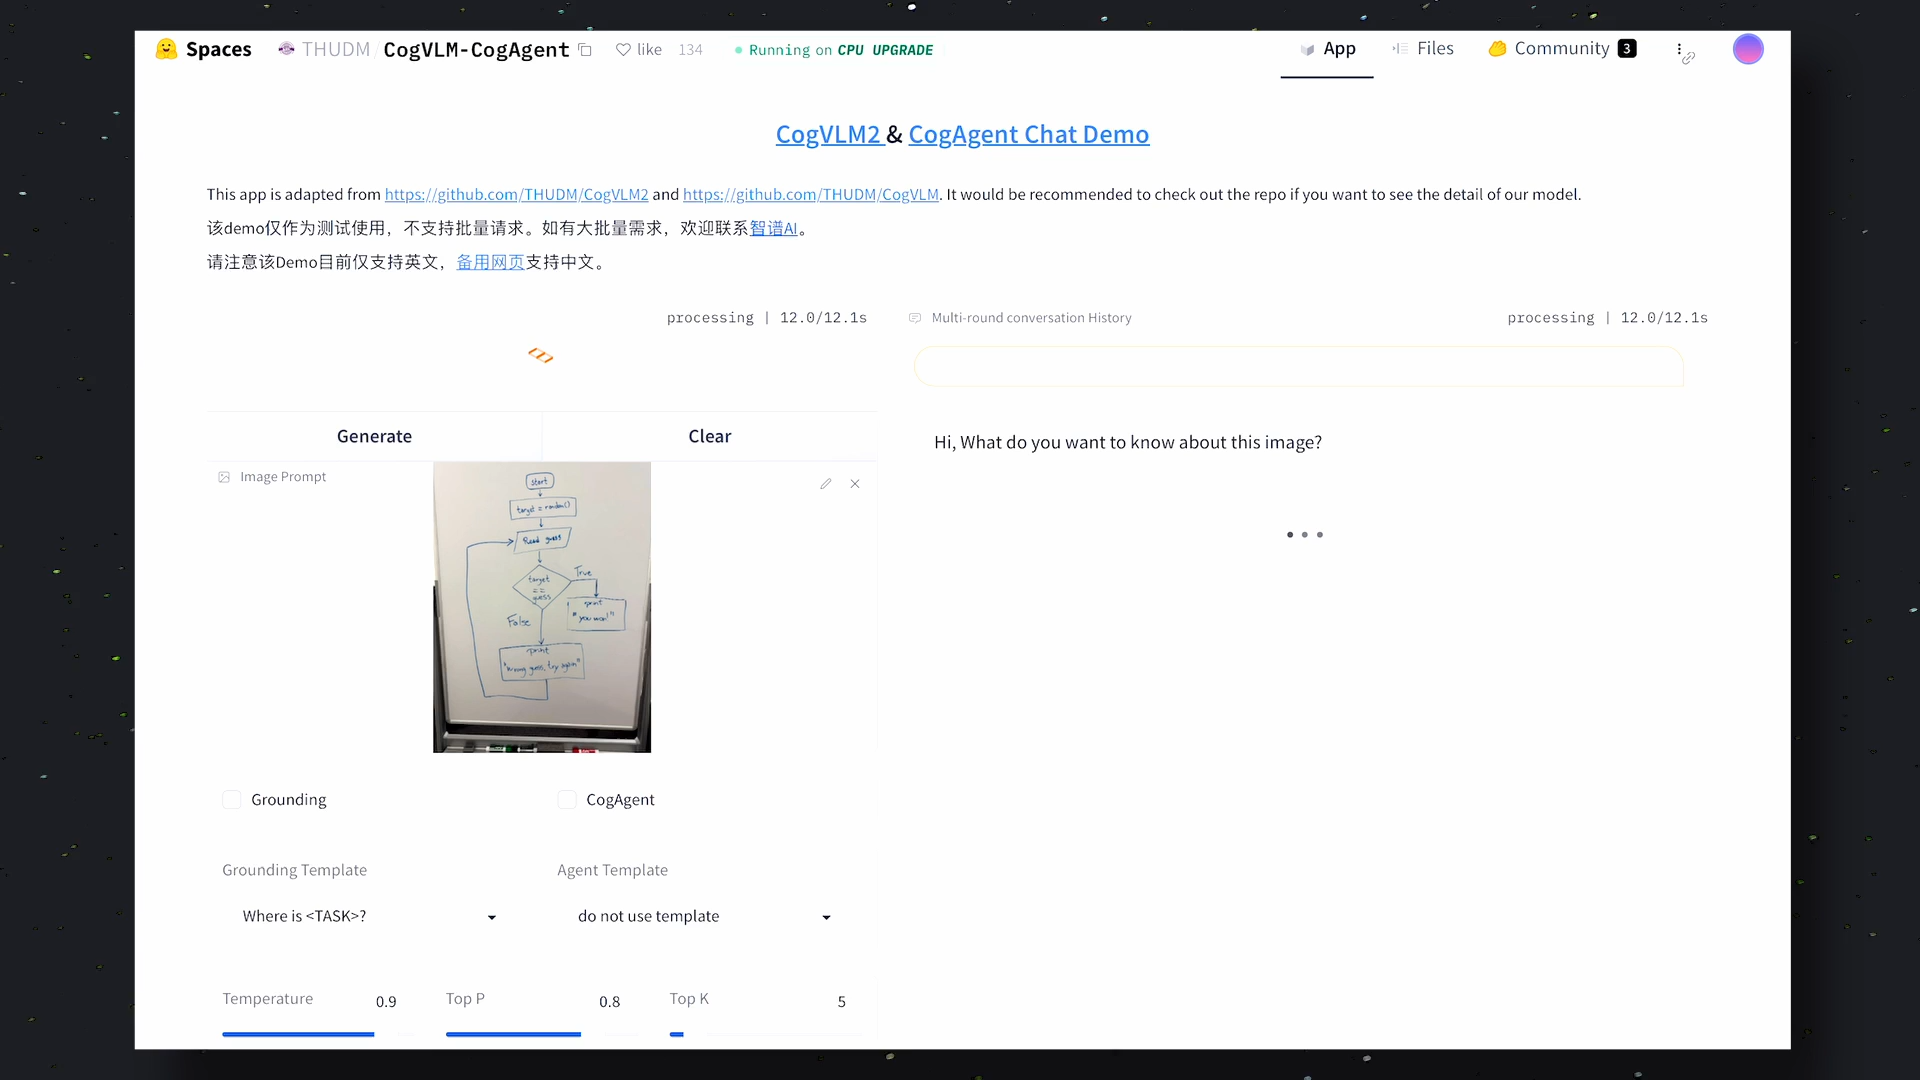 Spaces
THUDM / CogVLM-CogAgent
like 134
Running on CPU UPGRADE
App
Files
Community 3
CogVLM2 & CogAgent Chat Demo
This app is adapted from https://github.com/THUDM/CogVLM2 and https://github.com/THUDM/CogVLM. It would be recommended to check out the repo if you want to see the detail of our model.
该demo仅作为测试使用，不支持批量请求。如有大批量需求，欢迎联系智谱AI。
请注意该Demo目前仅支持英文，备用网页支持中文。
processing | 12.0/12.1s
Multi-round conversation History
processing | 12.0/12.1s
Generate
Clear
Hi, What do you want to know about this image?
Image Prompt
start
target = random()
Read guess
target
==
guess
True
print
"you won!"
False
print
"Wrong guess, try again"
Grounding
CogAgent
Grounding Template
Agent Template
Where is <TASK>?
do not use template
Temperature 0.9
Top P 0.8
Top K 5